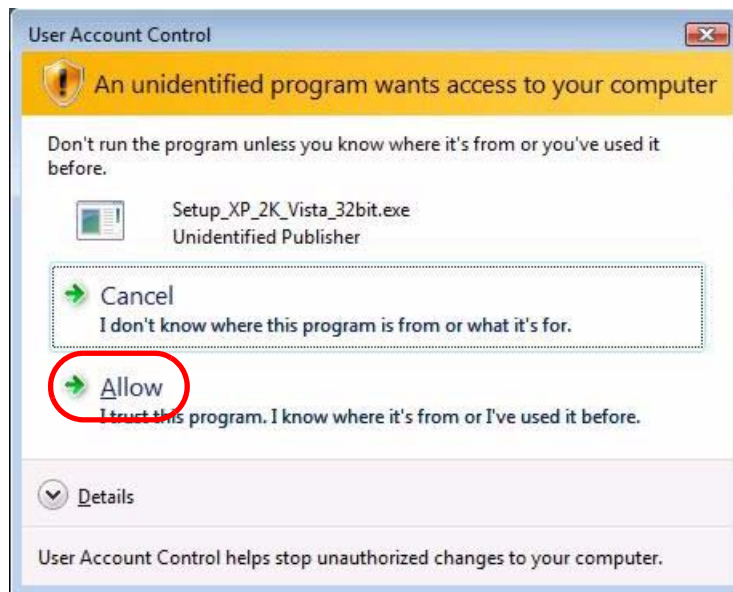 User Account Control
An unidentified program wants access to your computer
Don't run the program unless you know where it's from or you've used it
before.
Setup_XP_2K_Vista_32bit.exe
Unidentified Publisher
Cancel
I don't know where this program is from or what it's for.
Allow
I trust this program. I know where it's from or I've used it before.
Details
User Account Control helps stop unauthorized changes to your computer.